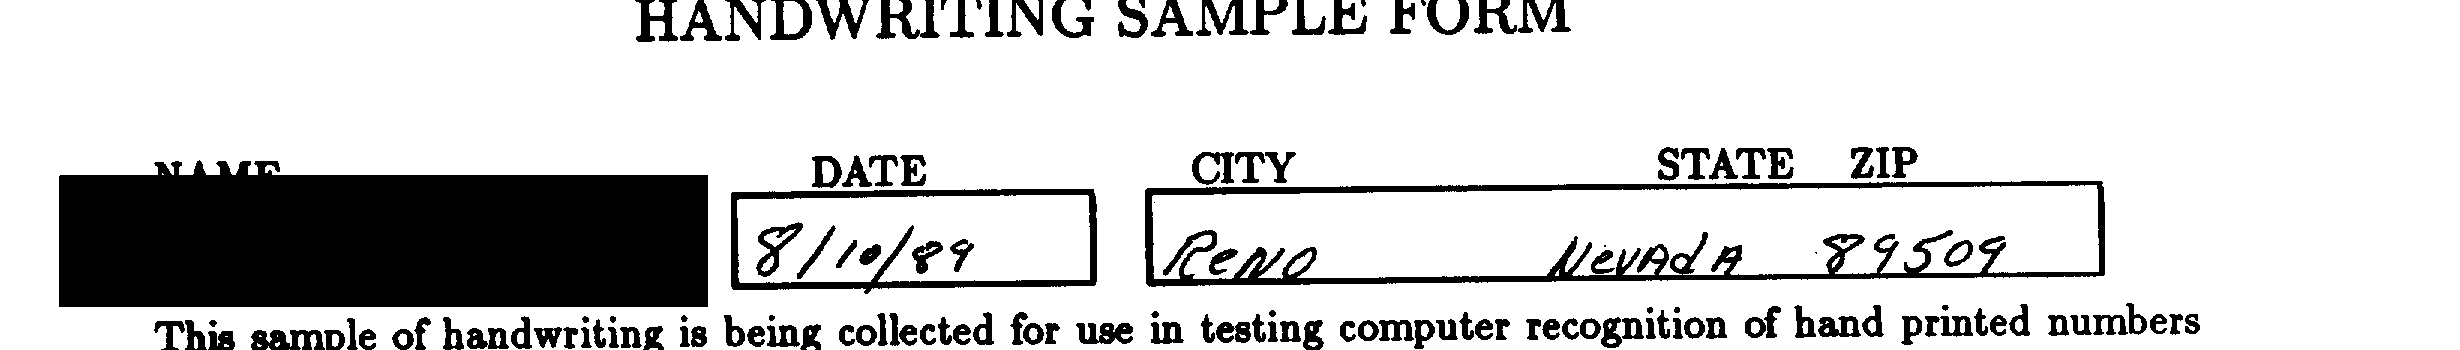 HANDWRITING SAMPLE FORM
NAME DATE CITY STATE ZIP
8/10/89 ReNO NevAdA 89509
This sample of handwriting is being collected for use in testing computer recognition of hand printed numbers